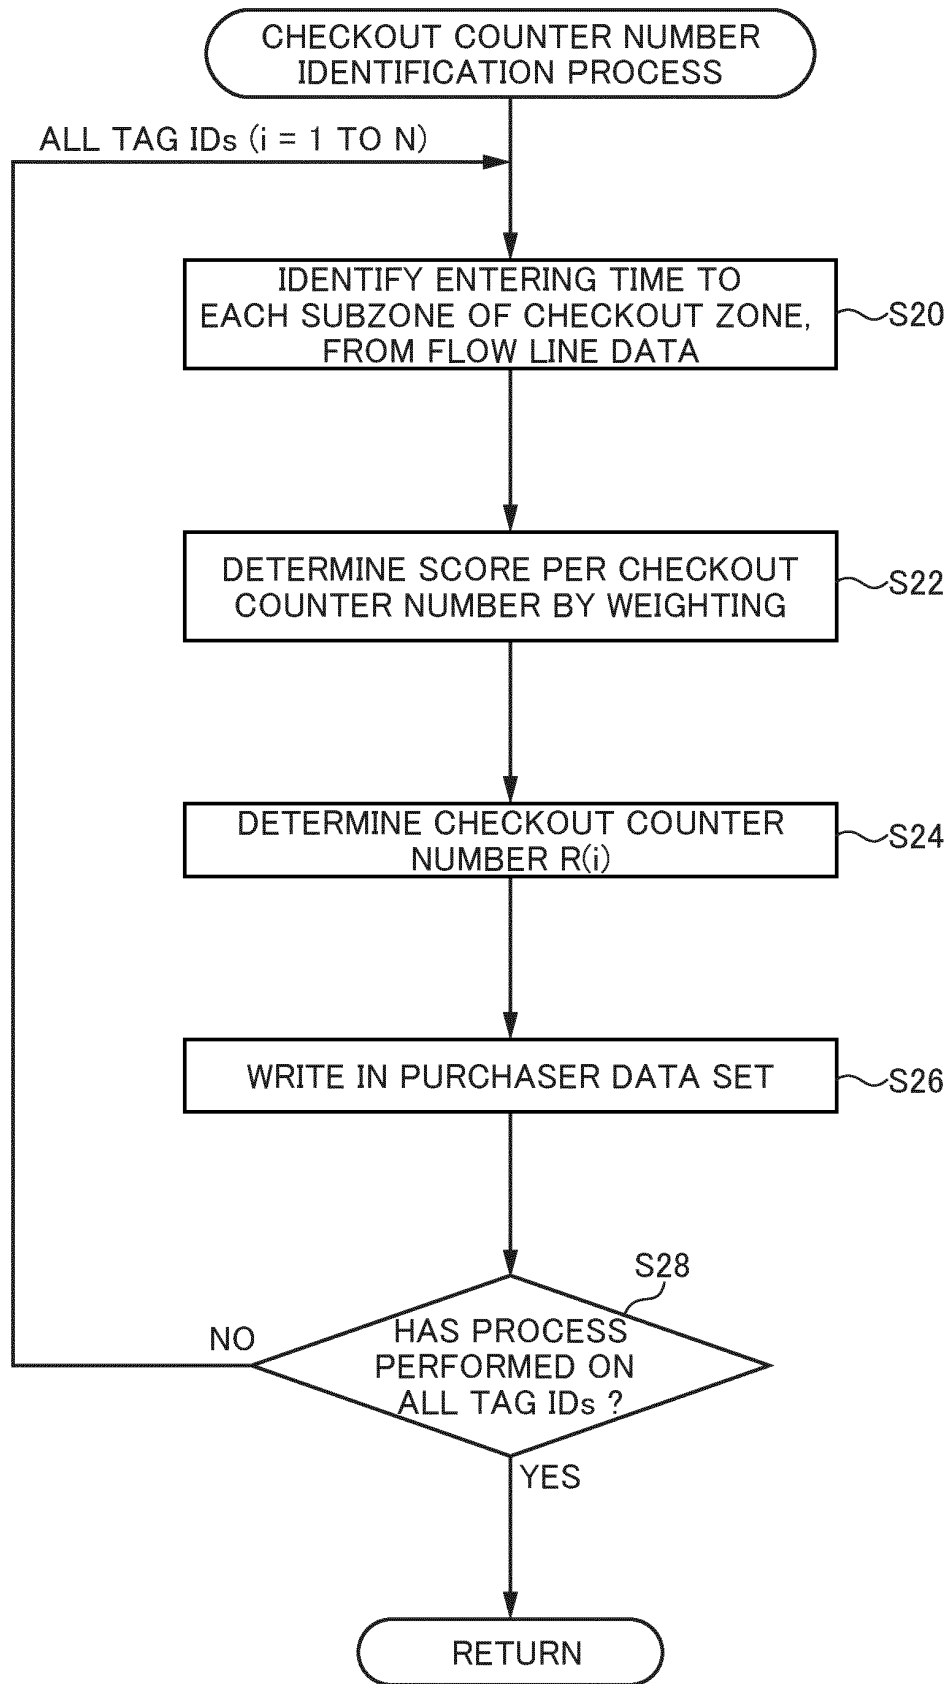 CHECKOUT COUNTER NUMBER
IDENTIFICATION PROCESS
ALL TAG IDs (i = 1 TO N)
IDENTIFY ENTERING TIME TO
EACH SUBZONE OF CHECKOUT ZONE,
FROM FLOW LINE DATA
S20
DETERMINE SCORE PER CHECKOUT
COUNTER NUMBER BY WEIGHTING
S22
DETERMINE CHECKOUT COUNTER
NUMBER R(i)
S24
WRITE IN PURCHASER DATA SET
S26
S28
HAS PROCESS
PERFORMED ON
ALL TAG IDs ?
NO
YES
RETURN